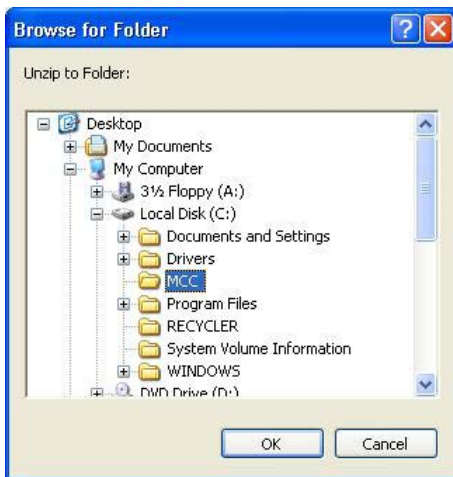 Browse for Folder
Unzip to Folder:
Desktop
My Documents
My Computer
3½ Floppy (A:)
Local Disk (C:)
Documents and Settings
Drivers
MCC
Program Files
RECYCLER
System Volume Information
WINDOWS
DVD Drive (D:)
OK Cancel